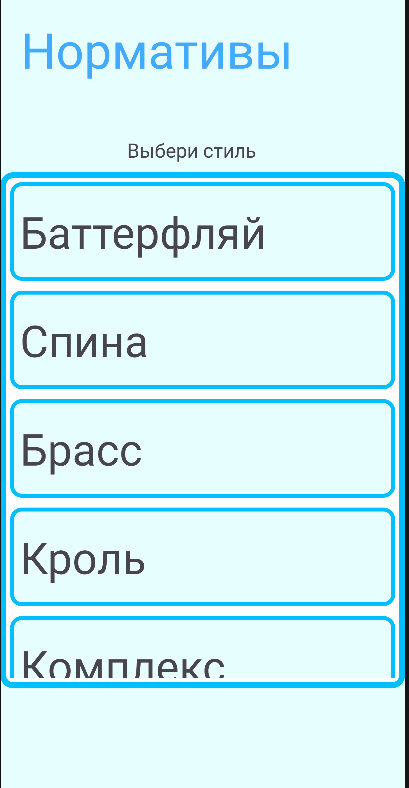 Нормативы
Выбери стиль
Баттерфляй
Спина
Брасс
Кроль
Комплекс